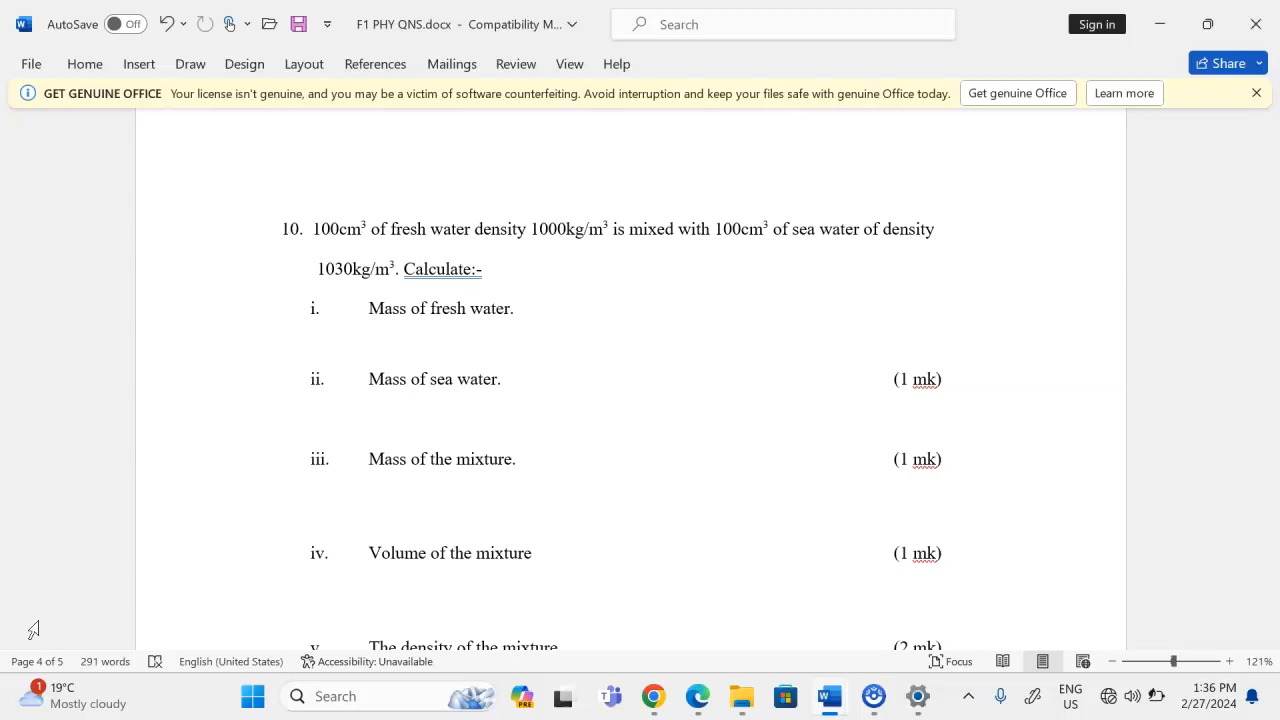 AutoSave Off F1 PHY QNS.docx - Compatibility M... Search Sign in
File Home Insert Draw Design Layout References Mailings Review View Help Share
GET GENUINE OFFICE Your license isn't genuine, and you may be a victim of software counterfeiting. Avoid interruption and keep your files safe with genuine Office today. Get genuine Office Learn more
10. 100cm³ of fresh water density 1000kg/m³ is mixed with 100cm³ of sea water of density
1030kg/m³. Calculate:-
i. Mass of fresh water.
ii. Mass of sea water. (1 mk)
iii. Mass of the mixture. (1 mk)
iv. Volume of the mixture (1 mk)
v. The density of the mixture (2 mk)
Page 4 of 5 291 words English (United States) Accessibility: Unavailable Focus 121%
1 19°C
Mostly cloudy
Search
PRE
ENG
US
1:36 PM
2/27/2024